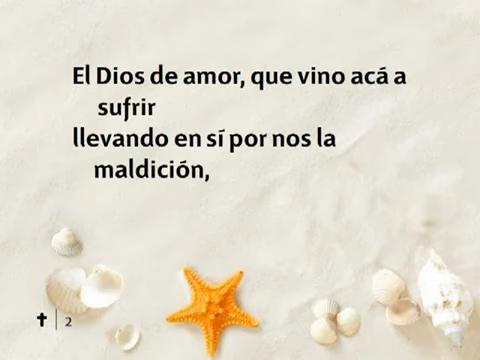 El Dios de amor, que vino acá a
sufrir
llevando en sí por nos la
maldición,
✝ 2